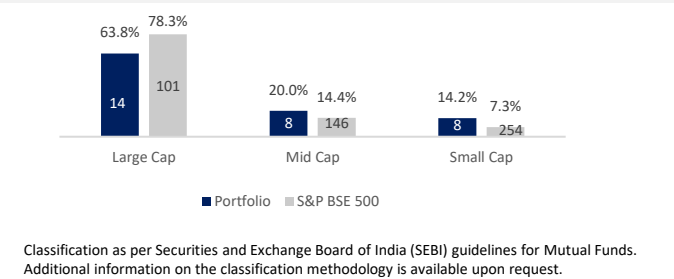 63.8% 78.3%
14 101
20.0% 14.4%
8 146
14.2% 7.3%
8 254
Large Cap Mid Cap Small Cap
Portfolio S&P BSE 500
Classification as per Securities and Exchange Board of India (SEBI) guidelines for Mutual Funds.
Additional information on the classification methodology is available upon request.